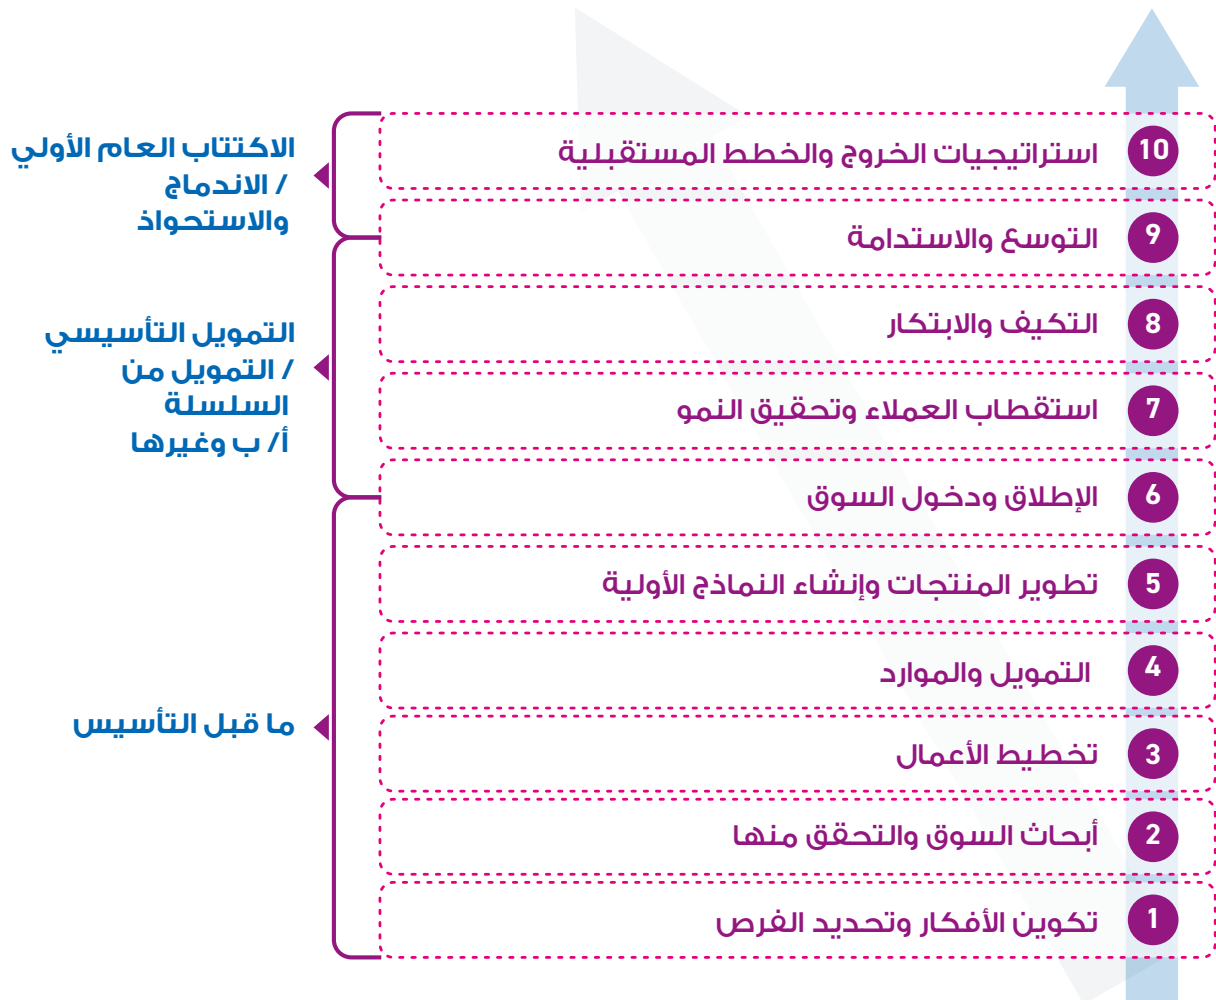 10 استراتيجيات الخروج والخطط المستقبلية
9 التوسع والاستدامة
8 التكيف والابتكار
7 استقطاب العملاء وتحقيق النمو
6 الإطلاق ودخول السوق
5 تطوير المنتجات وإنشاء النماذج الأولية
4 التمويل والموارد
3 تخطيط الأعمال
2 أبحاث السوق والتحقق منها
1 تكوين الأفكار وتحديد الفرص
الاكتتاب العام الأولي
/ الاندماج
والاستحواذ
التمويل التأسيسي
/ التمويل من
السلسلة
أ/ ب وغيرها
ما قبل التأسيس